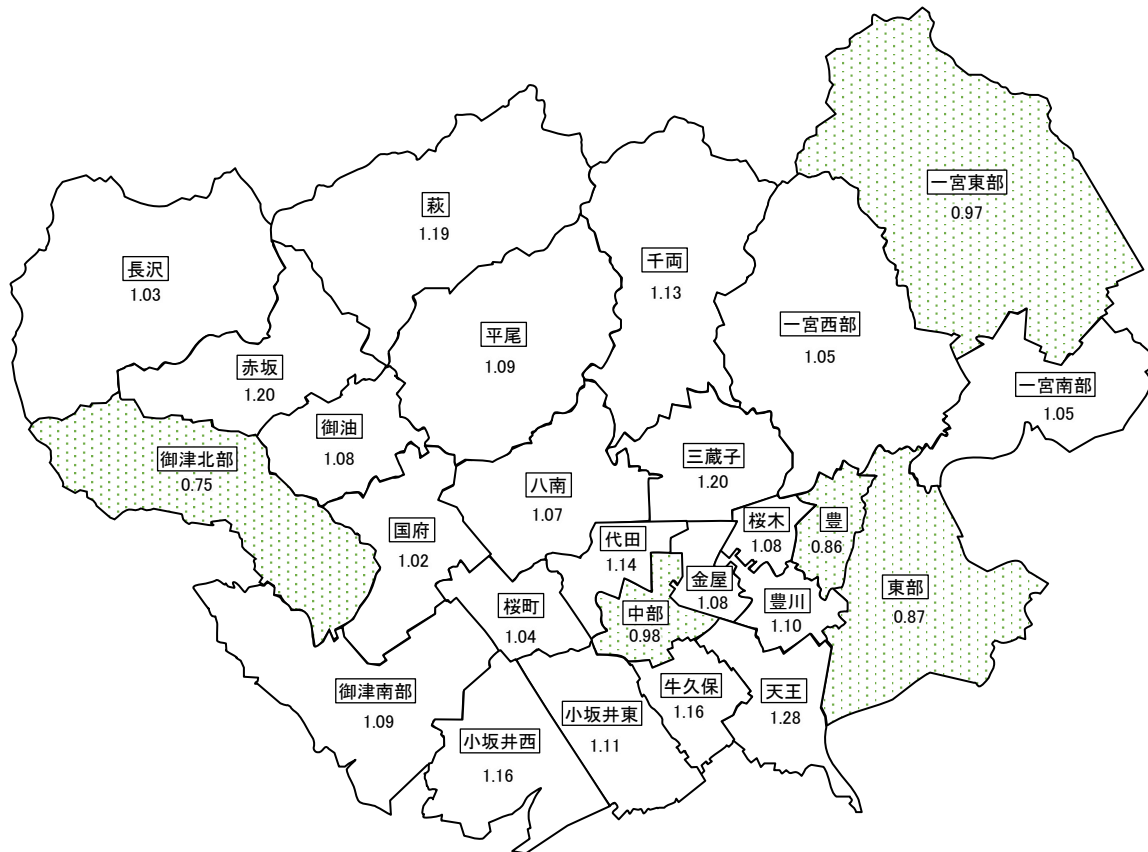 一宮東部
0.97
萩
1.19
長沢
1.03
千両
1.13
一宮西部
1.05
平尾
1.09
赤坂
1.20
一宮南部
1.05
御油
1.08
御津北部
0.75
三蔵子
1.20
八南
1.07
国府
1.02
代田
1.14
桜木
1.08
豊
0.86
金屋
1.08
豊川
1.10
東部
0.87
桜町
1.04
中部
0.98
御津南部
1.09
牛久保
1.16
天王
1.28
小坂井東
1.11
小坂井西
1.16